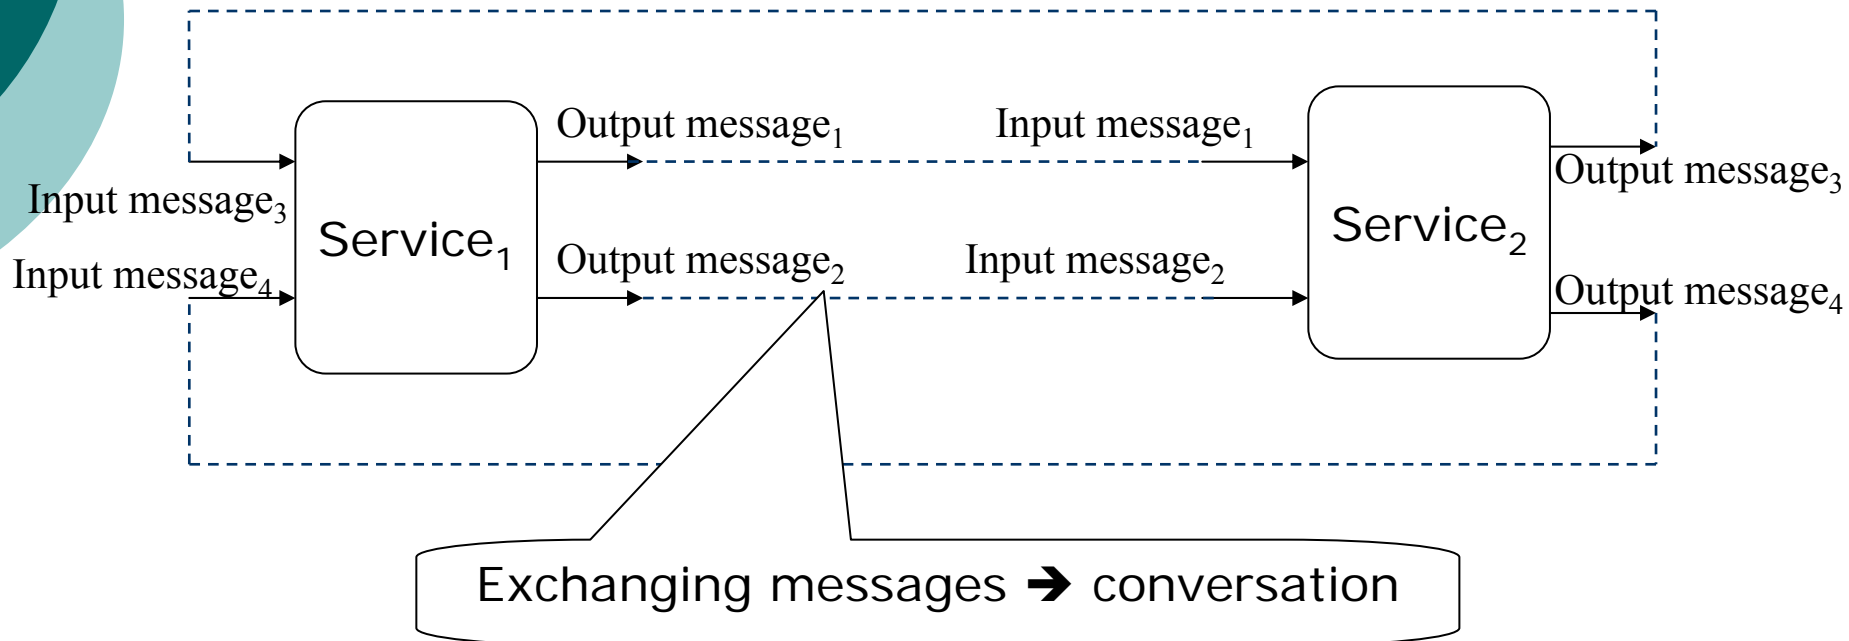 Output message₁
Input message₁
Input message₃
Service₁
Service₂
Output message₃
Input message₄
Output message₂
Input message₂
Output message₄
Exchanging messages ➔ conversation